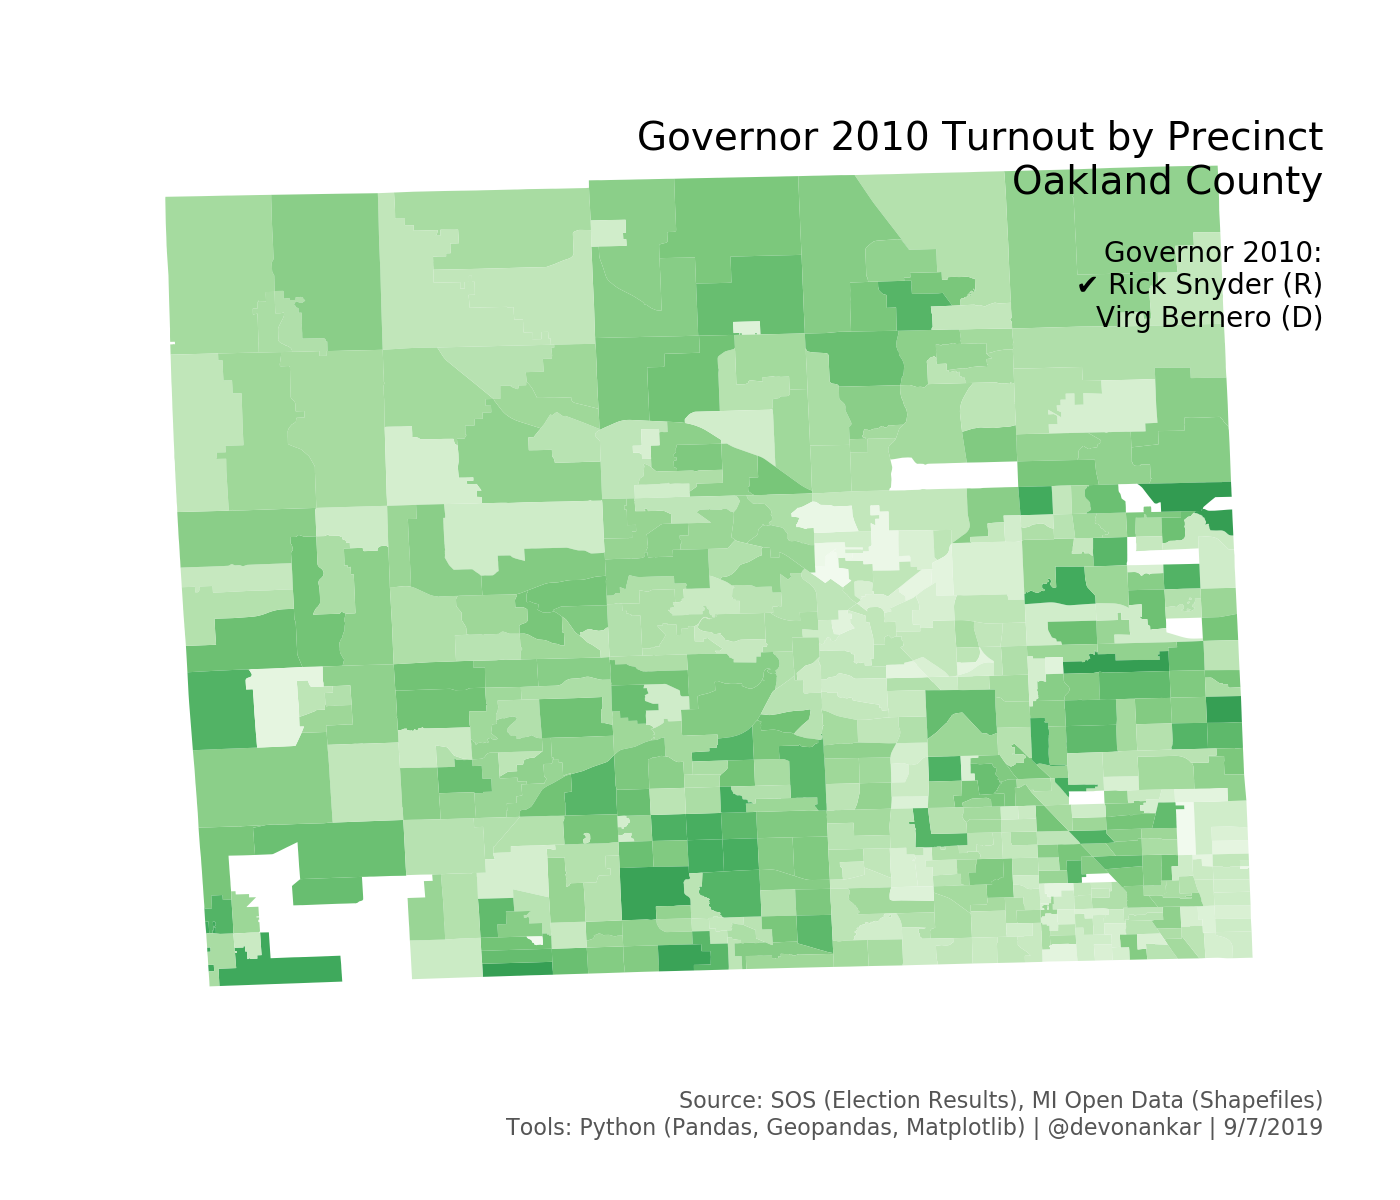 Governor 2010 Turnout by Precinct
Oakland County
Governor 2010:
✔ Rick Snyder (R)
Virg Bernero (D)
Source: SOS (Election Results), MI Open Data (Shapefiles)
Tools: Python (Pandas, Geopandas, Matplotlib) | @devonankar | 9/7/2019